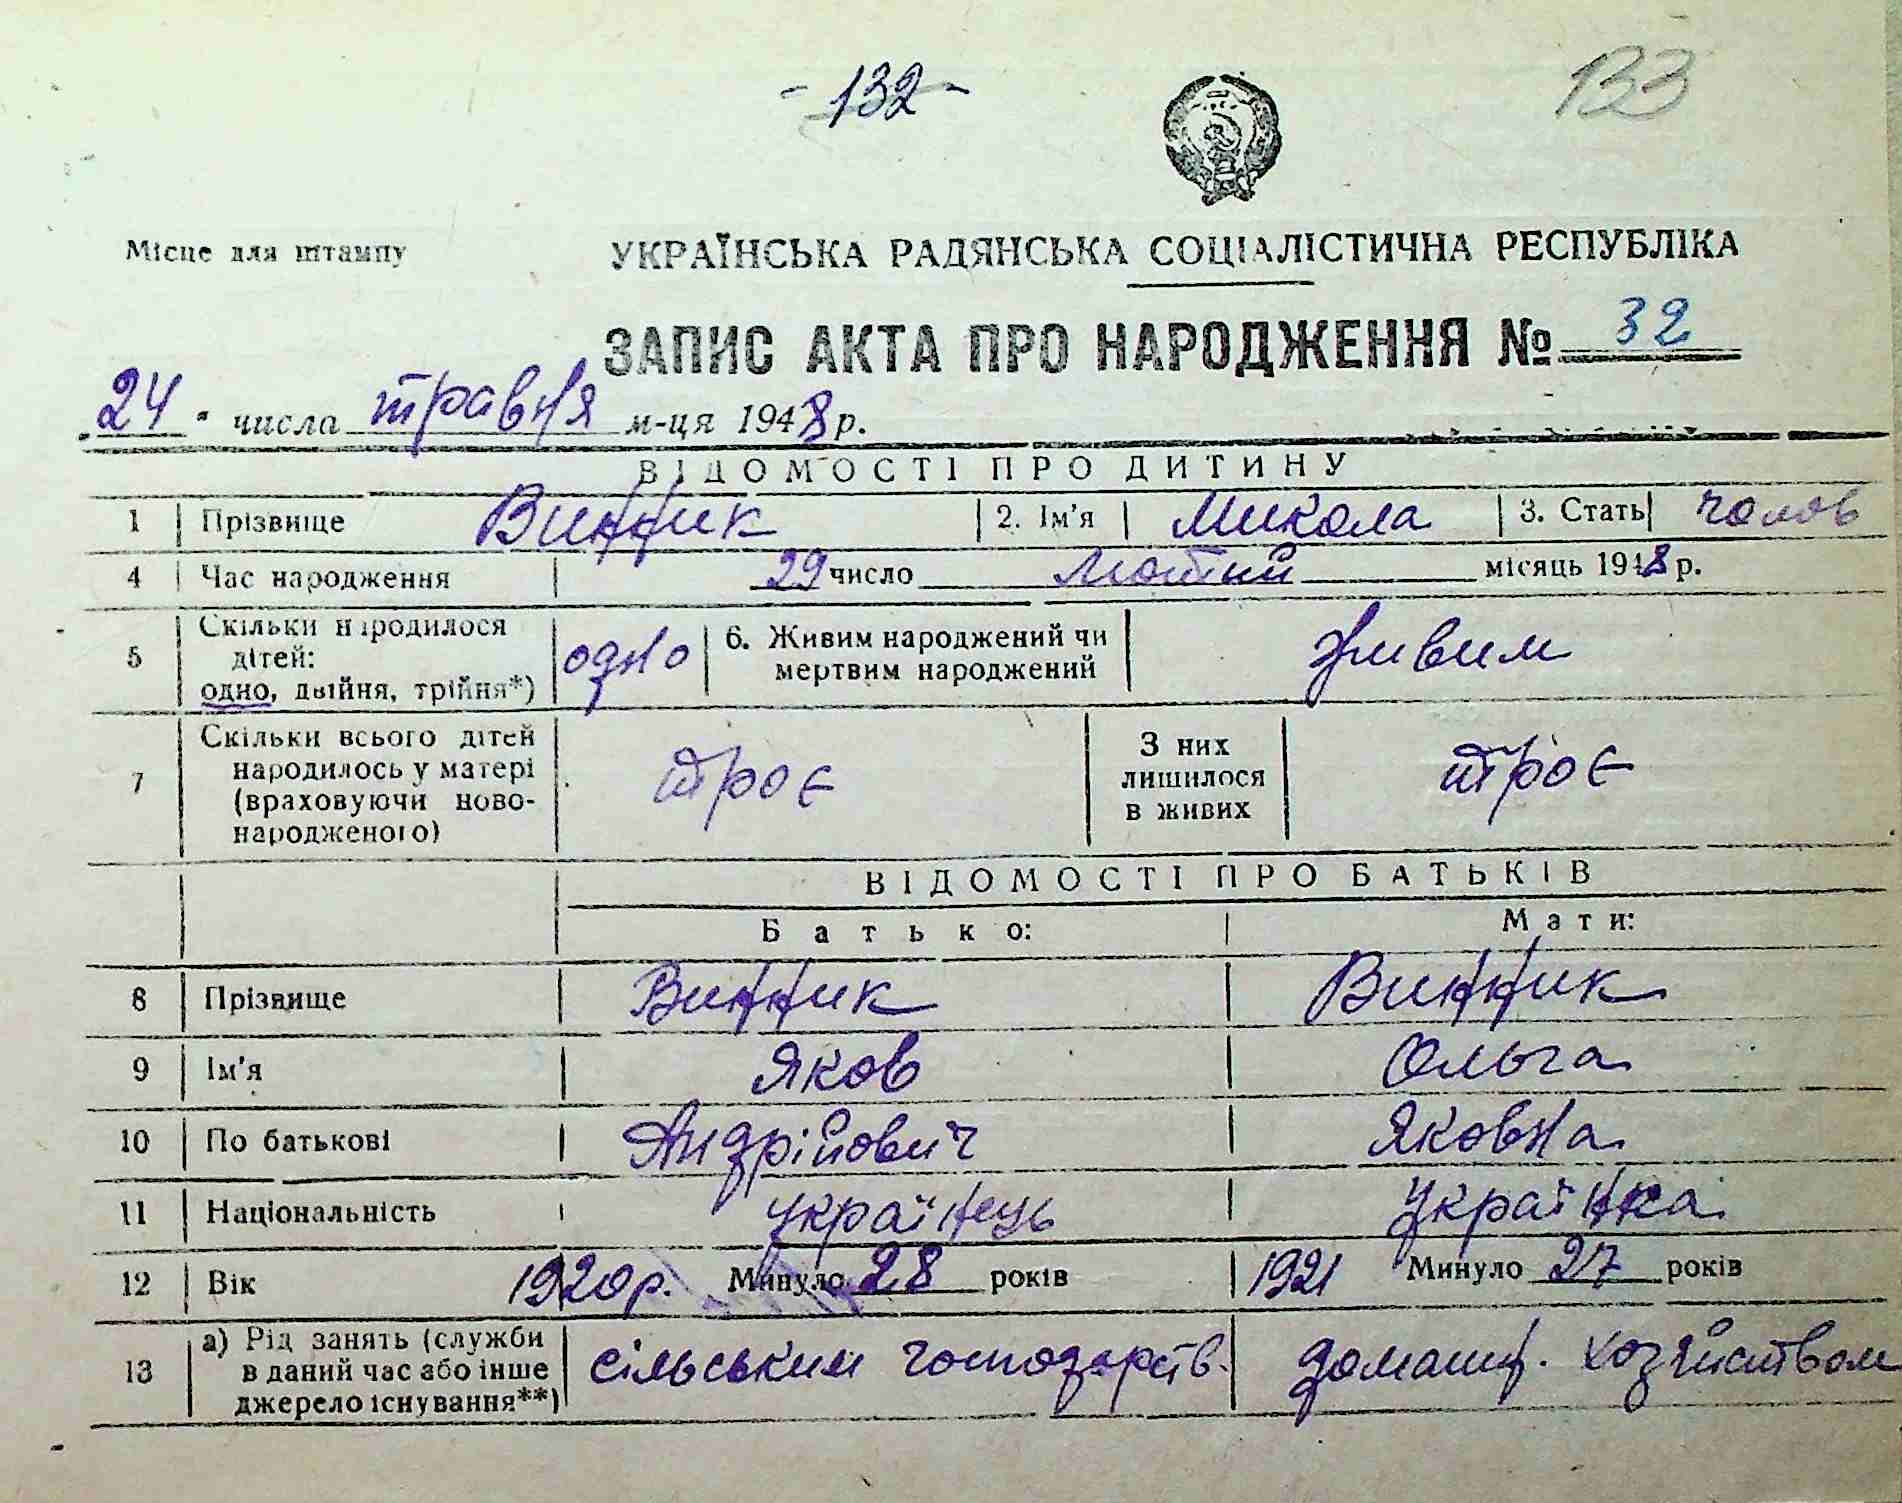 - 132 -
133
Місце для штампу
УКРАЇНСЬКА РАДЯНСЬКА СОЦІАЛІСТИЧНА РЕСПУБЛІКА
ЗАПИС АКТА ПРО НАРОДЖЕННЯ № 32
„24“ числа травня м-ця 1948 р.
ВІДОМОСТІ ПРО ДИТИНУ
1 Прізвище Винник 2. Ім'я Микола 3. Стать чолов
4 Час народження 29 число лютий місяць 1948 р.
5 Скільки народилося дітей: одно, двійня, трійня*) одно 6. Живим народжений чи мертвим народжений живим
7 Скільки всього дітей народилось у матері (враховуючи ново-народженого) троє З них лишилося в живих троє
ВІДОМОСТІ ПРО БАТЬКІВ
Батько: Мати:
8 Прізвище Винник Винник
9 Ім'я Яков Ольга
10 По батькові Андрійович Яковна
11 Національність українець українка
12 Вік 1920 р. Минуло 28 років 1921 Минуло 27 років
13 а) Рід занять (служби в даний час або інше джерело існування**) сільським господарств. домашн. хозяйством